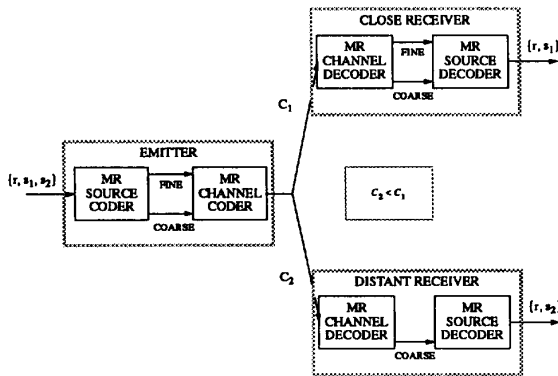 CLOSE RECEIVER
MR
CHANNEL
DECODER
FINE
COARSE
MR
SOURCE
DECODER
{r, s₁}
C₁
EMITTER
{r, s₁, s₂}
MR
SOURCE
CODER
FINE
COARSE
MR
CHANNEL
CODER
C₂ < C₁
C₂
DISTANT RECEIVER
MR
CHANNEL
DECODER
COARSE
MR
SOURCE
DECODER
{r, s₂}